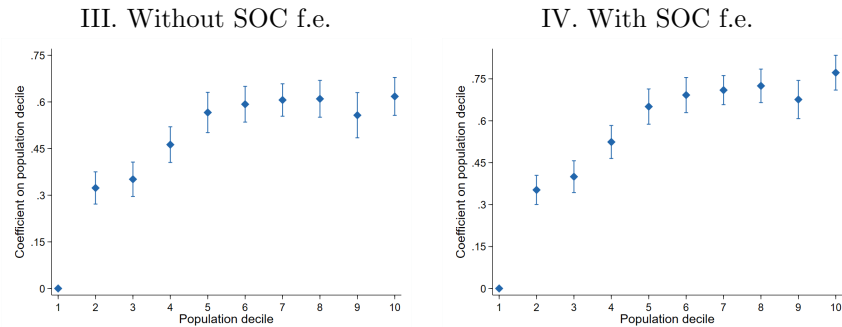 III. Without SOC f.e.
Coefficient on population decile
.75
.6
.45
.3
.15
0
1 2 3 4 5 6 7 8 9 10
Population decile
IV. With SOC f.e.
Coefficient on population decile
.75
.6
.45
.3
.15
0
1 2 3 4 5 6 7 8 9 10
Population decile